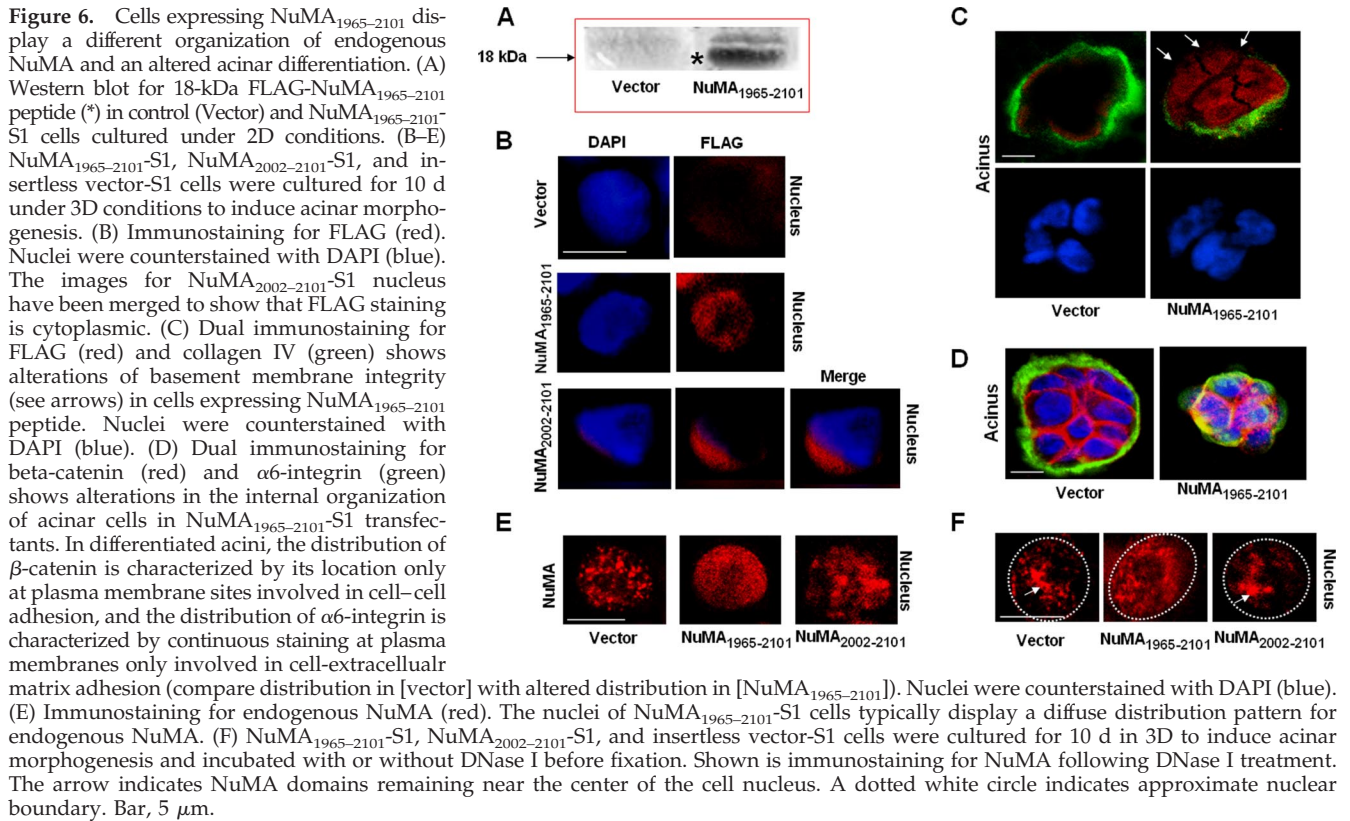 Figure 6. Cells expressing NuMA1965–2101 dis-
play a different organization of endogenous
NuMA and an altered acinar differentiation. (A)
Western blot for 18-kDa FLAG-NuMA1965–2101
peptide (*) in control (Vector) and NuMA1965–2101-
S1 cells cultured under 2D conditions. (B–E)
NuMA1965–2101-S1, NuMA2002–2101-S1, and in-
sertless vector-S1 cells were cultured for 10 d
under 3D conditions to induce acinar morpho-
genesis. (B) Immunostaining for FLAG (red).
Nuclei were counterstained with DAPI (blue).
The images for NuMA2002–2101-S1 nucleus
have been merged to show that FLAG staining
is cytoplasmic. (C) Dual immunostaining for
FLAG (red) and collagen IV (green) shows
alterations of basement membrane integrity
(see arrows) in cells expressing NuMA1965–2101
peptide. Nuclei were counterstained with
DAPI (blue). (D) Dual immunostaining for
beta-catenin (red) and α6-integrin (green)
shows alterations in the internal organization
of acinar cells in NuMA1965–2101-S1 transfec-
tants. In differentiated acini, the distribution of
β-catenin is characterized by its location only
at plasma membrane sites involved in cell–cell
adhesion, and the distribution of α6-integrin is
characterized by continuous staining at plasma
membranes only involved in cell-extracellualr
matrix adhesion (compare distribution in [vector] with altered distribution in [NuMA1965–2101]). Nuclei were counterstained with DAPI (blue).
(E) Immunostaining for endogenous NuMA (red). The nuclei of NuMA1965–2101-S1 cells typically display a diffuse distribution pattern for
endogenous NuMA. (F) NuMA1965–2101-S1, NuMA2002–2101-S1, and insertless vector-S1 cells were cultured for 10 d in 3D to induce acinar
morphogenesis and incubated with or without DNase I before fixation. Shown is immunostaining for NuMA following DNase I treatment.
The arrow indicates NuMA domains remaining near the center of the cell nucleus. A dotted white circle indicates approximate nuclear
boundary. Bar, 5 μm.
A
18 kDa
*
Vector NuMA1965-2101
B
DAPI FLAG
Vector
Nucleus
NuMA1965-2101
Nucleus
Merge
NuMA2002-2101
Nucleus
C
Acinus
Vector NuMA1965-2101
D
Acinus
Vector NuMA1965-2101
E
NuMA
Nucleus
Vector NuMA1965-2101 NuMA2002-2101
F
Nucleus
Vector NuMA1965-2101 NuMA2002-2101